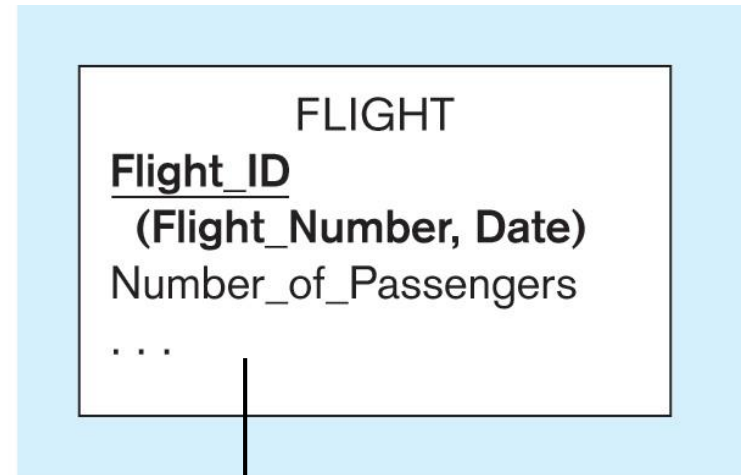 FLIGHT
Flight_ID
(Flight_Number, Date)
Number_of_Passengers
. . .